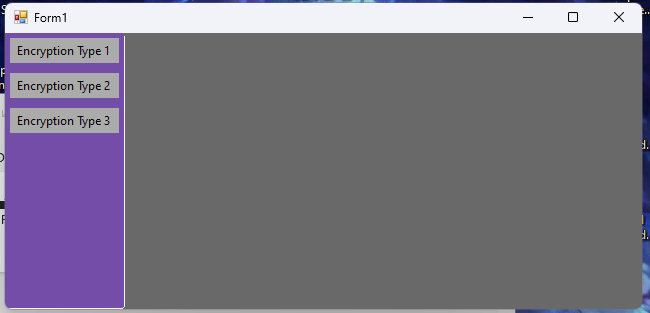 Form1
Encryption Type 1
Encryption Type 2
Encryption Type 3